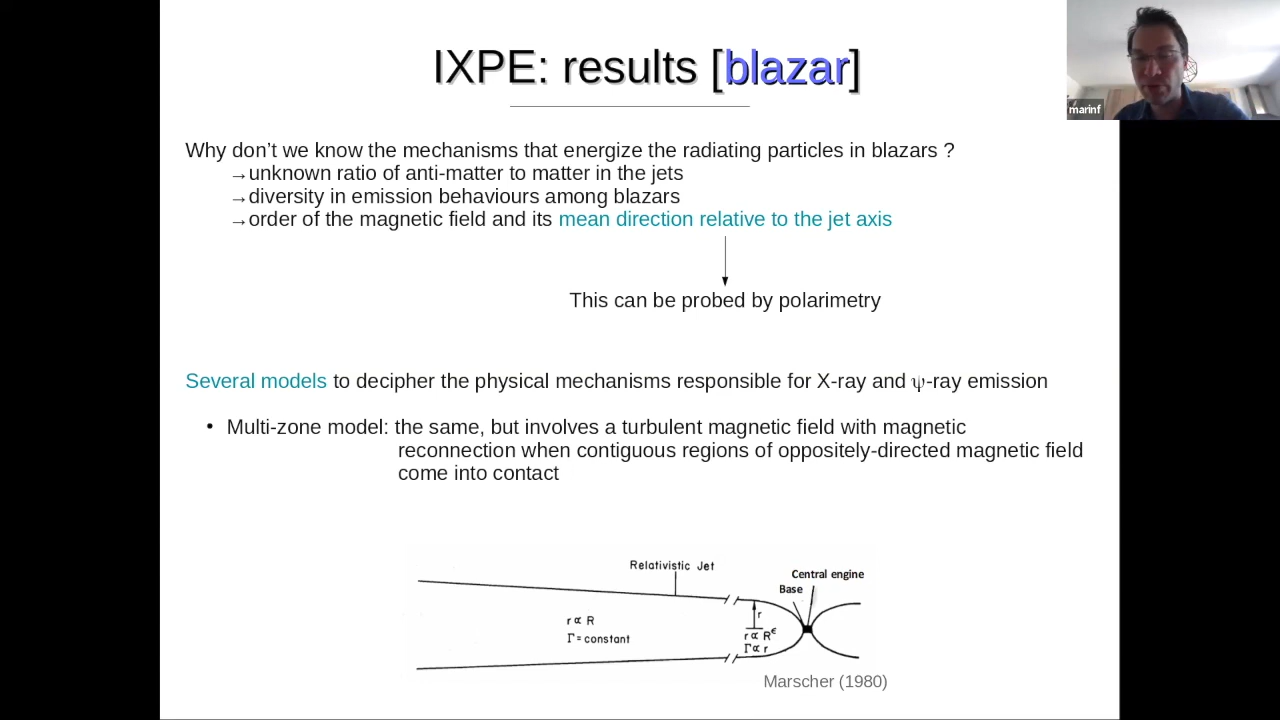 IXPE: results [blazar]
marinf
Why don't we know the mechanisms that energize the radiating particles in blazars ?
→unknown ratio of anti-matter to matter in the jets
→diversity in emission behaviours among blazars
→order of the magnetic field and its mean direction relative to the jet axis
This can be probed by polarimetry
Several models to decipher the physical mechanisms responsible for X-ray and ψ-ray emission
• Multi-zone model: the same, but involves a turbulent magnetic field with magnetic
reconnection when contiguous regions of oppositely-directed magnetic field
come into contact
Relativistic Jet
Central engine
Base
r
r ∝ R
Γ = constant
r ∝ R^ϵ
Γ ∝ r
Marscher (1980)